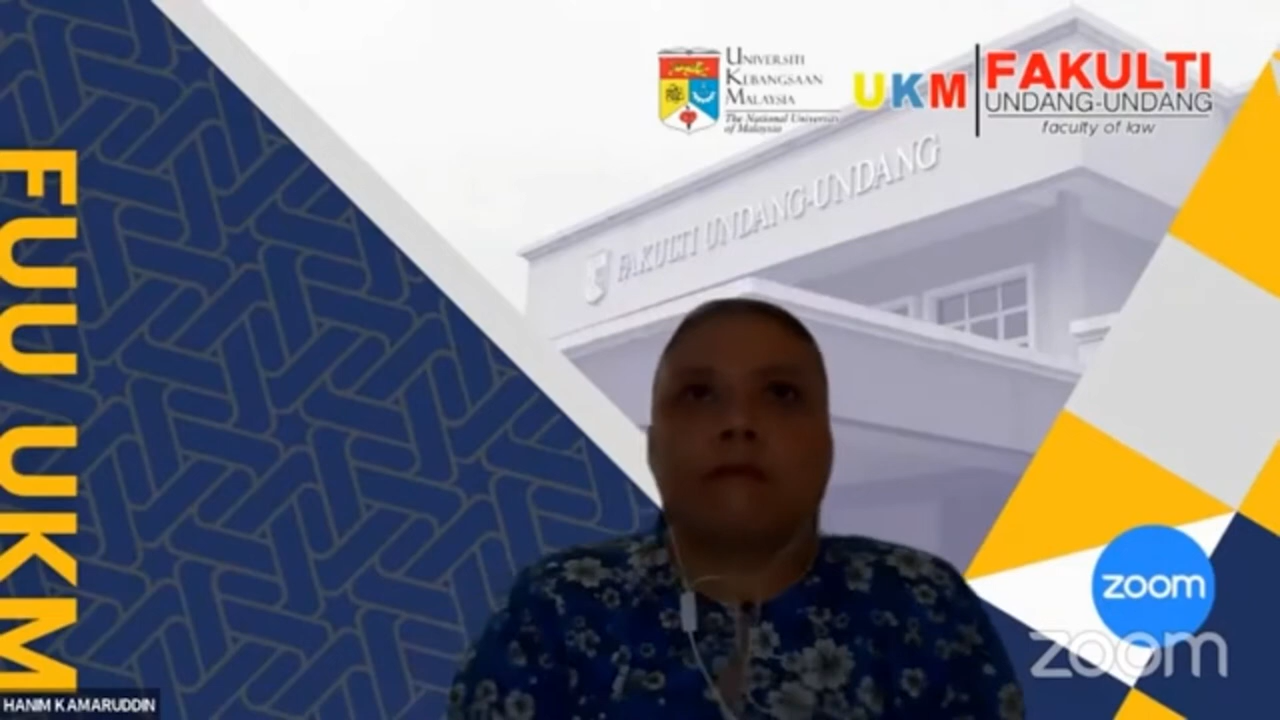 UNIVERSITI
KEBANGSAAN
MALAYSIA
The National University
of Malaysia
UKM
FAKULTI
UNDANG-UNDANG
faculty of law
FAKULTI UNDANG-UNDANG
FUU UKM
zoom
zoom
HANIM KAMARUDDIN